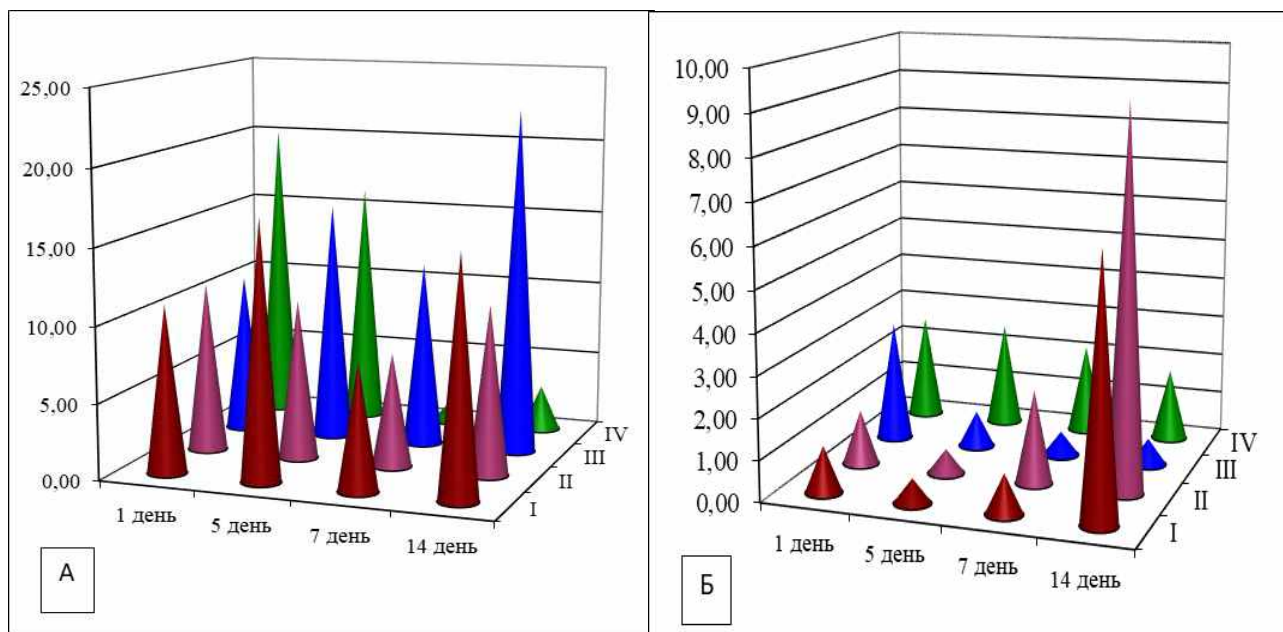 25,00
20,00
15,00
10,00
5,00
0,00
1 день
5 день
7 день
14 день
I
II
III
IV
А
10,00
9,00
8,00
7,00
6,00
5,00
4,00
3,00
2,00
1,00
0,00
1 день
5 день
7 день
14 день
I
II
III
IV
Б